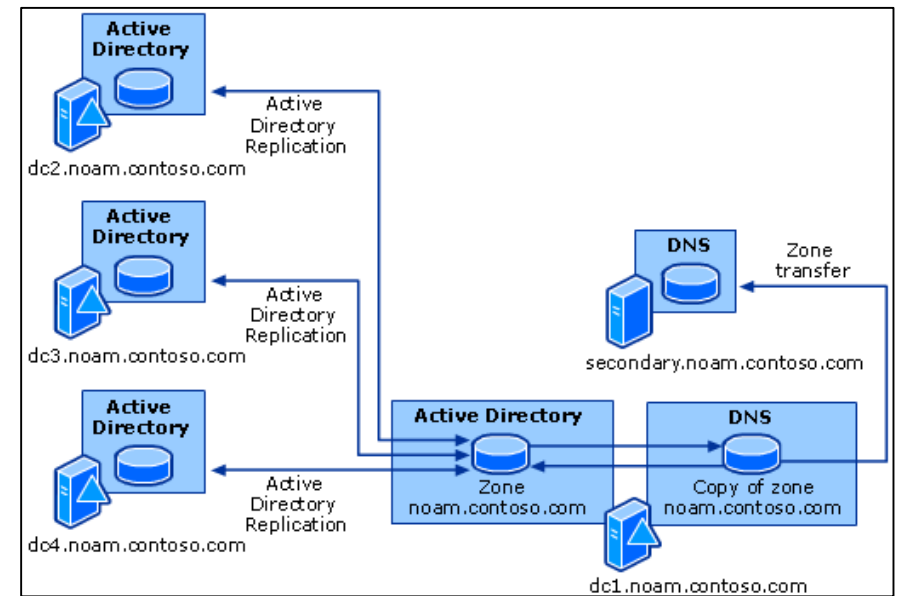 Active
Directory
dc2.noam.contoso.com
Active
Directory
Replication
Active
Directory
dc3.noam.contoso.com
Active
Directory
Replication
DNS
Zone
transfer
secondary.noam.contoso.com
Active
Directory
dc4.noam.contoso.com
Active
Directory
Replication
Active Directory
Zone
noam.contoso.com
DNS
Copy of zone
noam.contoso.com
dc1.noam.contoso.com